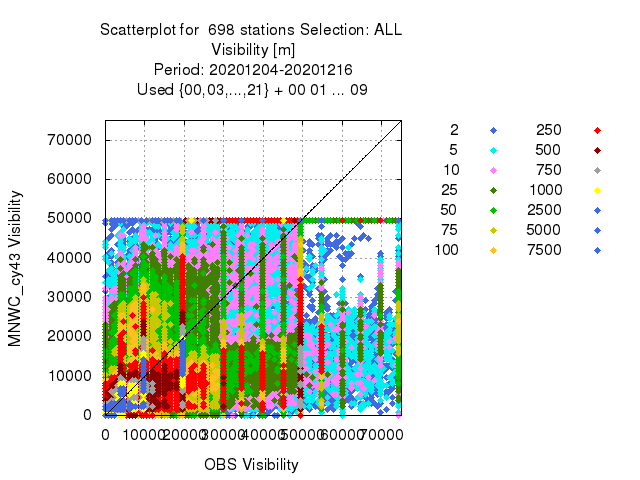 Scatterplot for 698 stations Selection: ALL
Visibility [m]
Period: 20201204-20201216
Used {00,03,...,21} + 00 01 ... 09
70000
60000
50000
40000
30000
20000
10000
0
MNWC_cy43 Visibility
0 10000 20000 30000 40000 50000 60000 70000
OBS Visibility
2 250
5 500
10 750
25 1000
50 2500
75 5000
100 7500